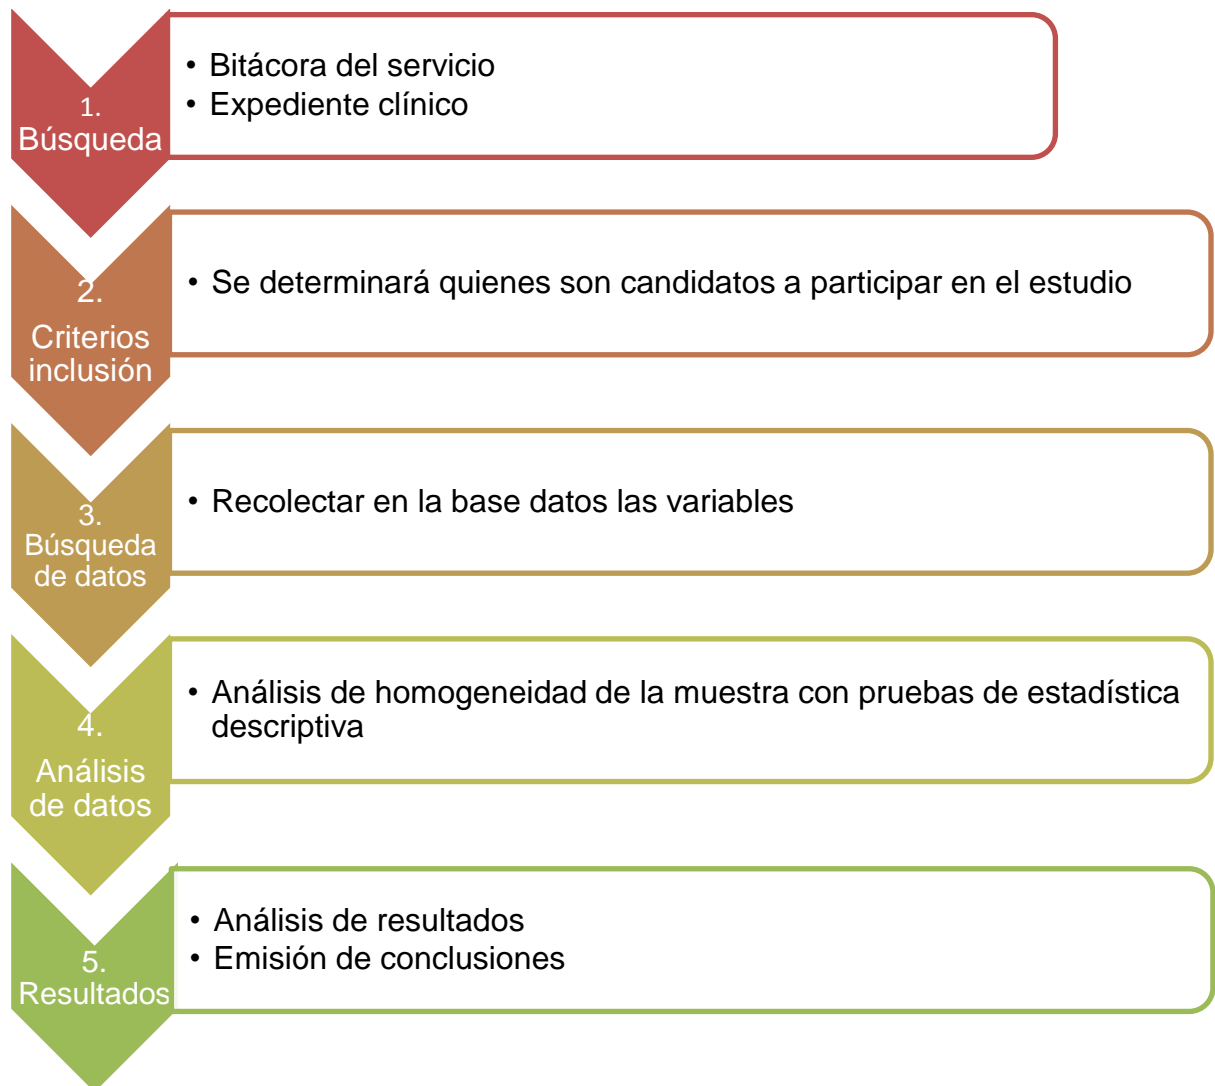 1.
Búsqueda
• Bitácora del servicio
• Expediente clínico
2.
Criterios
inclusión
• Se determinará quienes son candidatos a participar en el estudio
3.
Búsqueda
de datos
• Recolectar en la base datos las variables
4.
Análisis
de datos
• Análisis de homogeneidad de la muestra con pruebas de estadística
descriptiva
5.
Resultados
• Análisis de resultados
• Emisión de conclusiones